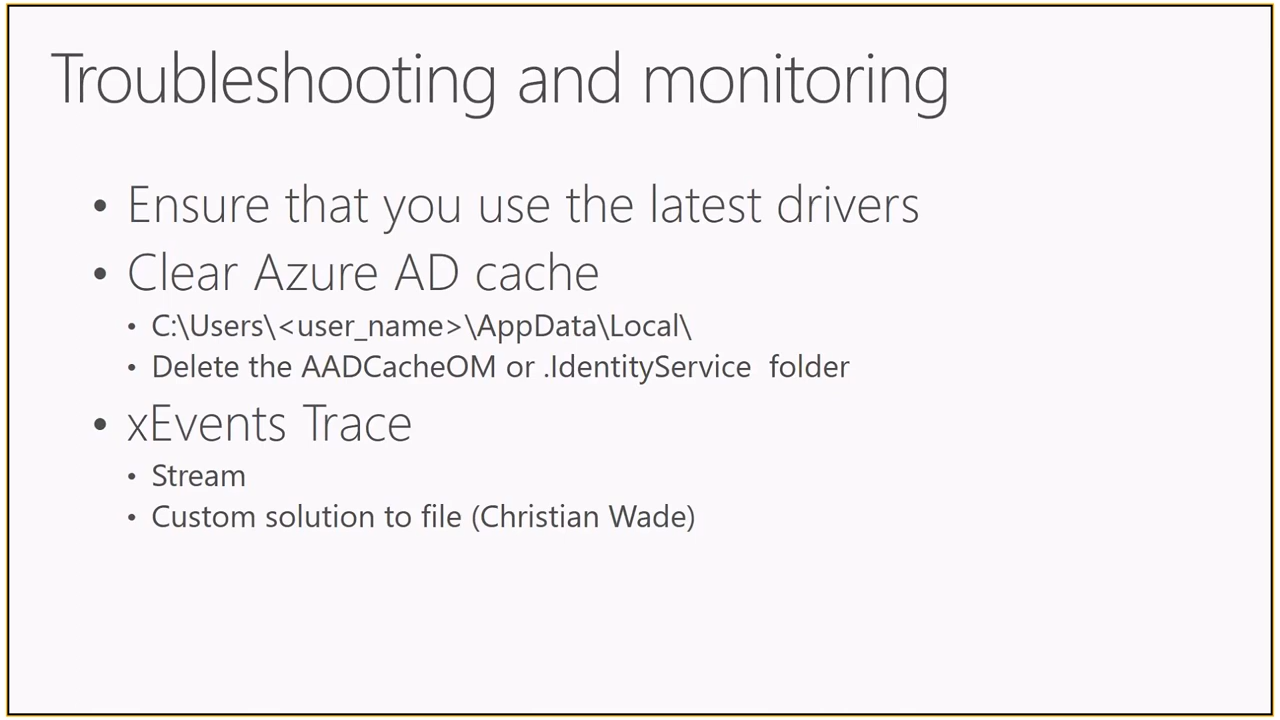 Troubleshooting and monitoring
• Ensure that you use the latest drivers
• Clear Azure AD cache
• C:\Users\<user_name>\AppData\Local\
• Delete the AADCacheOM or .IdentityService  folder
• xEvents Trace
• Stream
• Custom solution to file (Christian Wade)